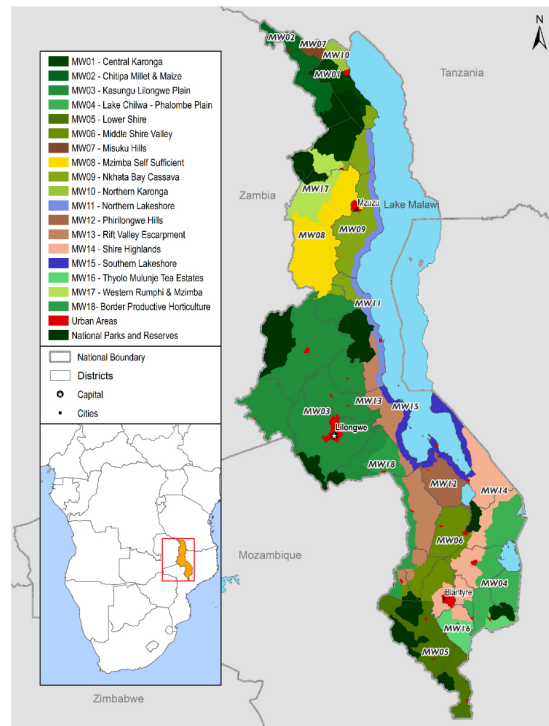 MW01 - Central Karonga
MW02 - Chitipa Millet & Maize
MW03 - Kasungu Lilongwe Plain
MW04 - Lake Chilwa - Phalombe Plain
MW05 - Lower Shire
MW06 - Middle Shire Valley
MW07 - Misuku Hills
MW08 - Mzimba Self Sufficient
MW09 - Nkhata Bay Cassava
MW10 - Northern Karonga
MW11 - Northern Lakeshore
MW12 - Phirilongwe Hills
MW13 - Rift Valley Escarpment
MW14 - Shire Highlands
MW15 - Southern Lakeshore
MW16 - Thyolo Mulunje Tea Estates
MW17 - Western Rumphi & Mzimba
MW18- Border Productive Horticulture
Urban Areas
National Parks and Reserves
National Boundary
Districts
Capital
Cities
N
MW02
MW07
MW10
MW01
Tanzania
Zambia
MW17
Mzuzu
Lake Malawi
MW08
MW09
MW11
MW13
MW15
MW03
Lilongwe
MW18
MW12
MW14
MW06
Mozambique
MW04
Blantyre
MW16
MW05
Zimbabwe